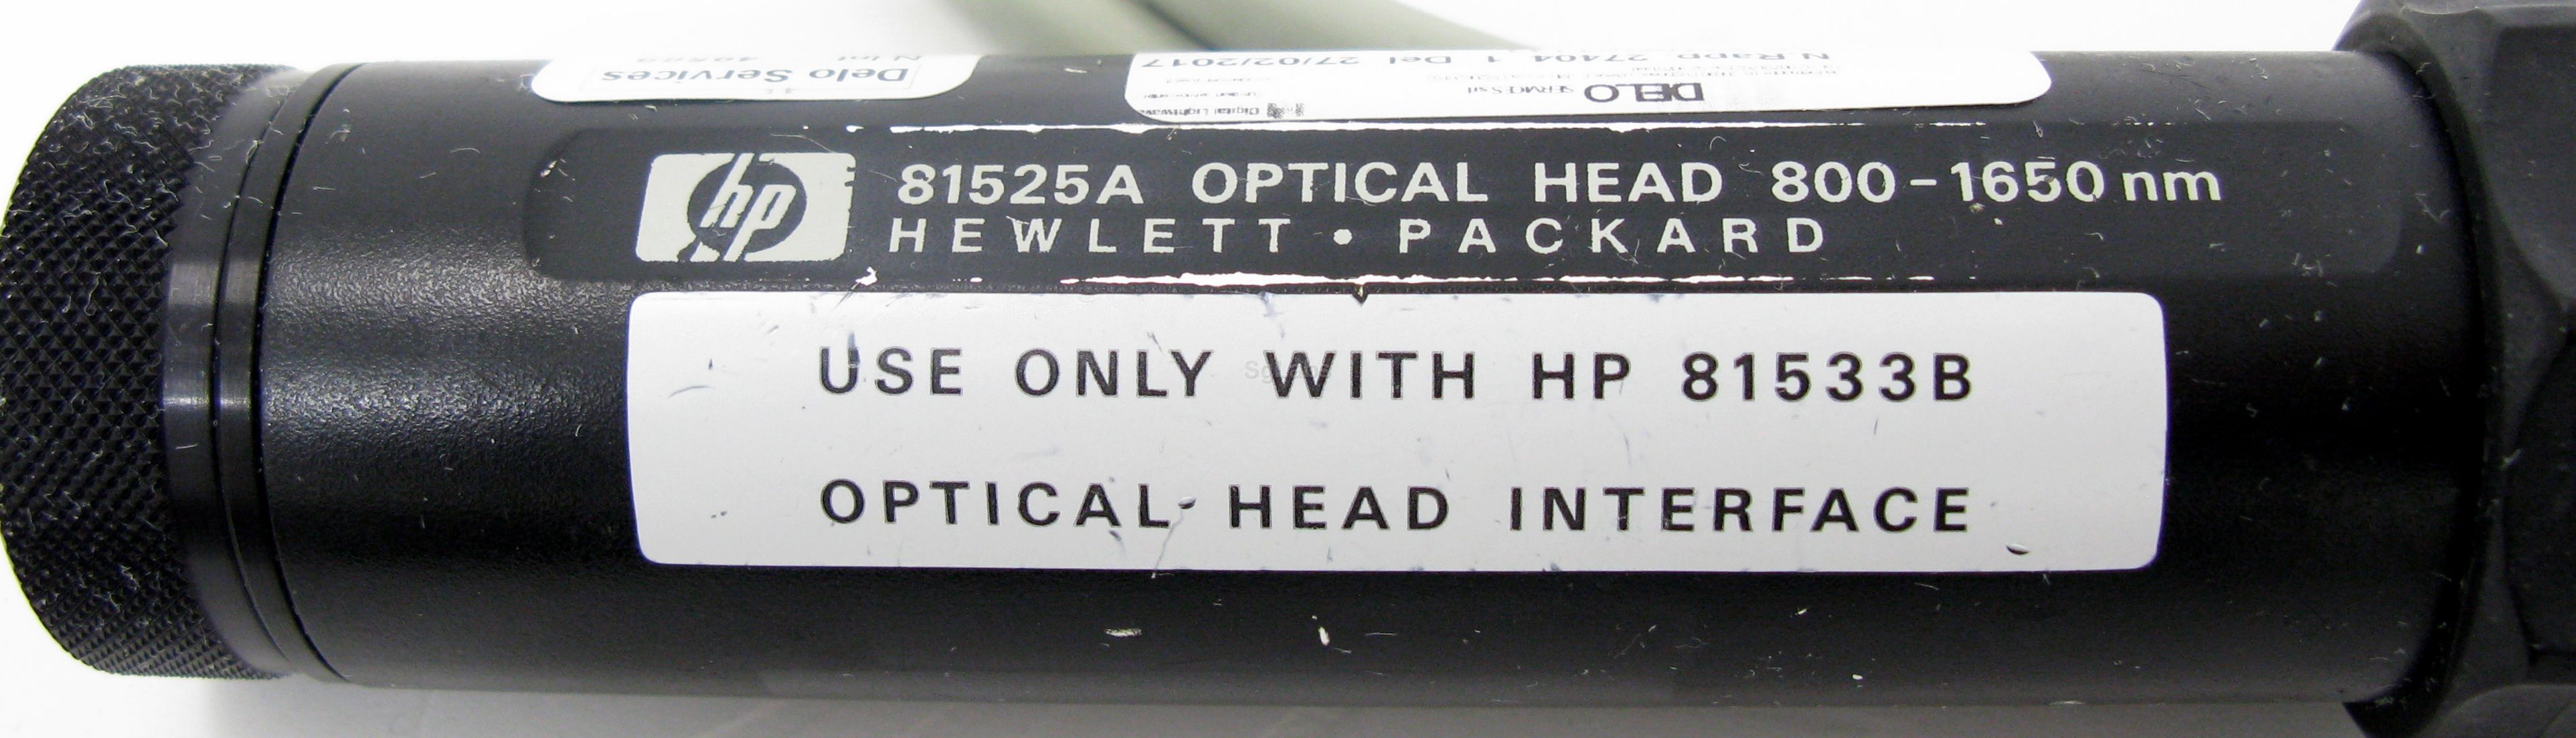 Delo Services
N.Rapp. 27404 1 Del 27/02/2017
DELO
hp
81525A OPTICAL HEAD 800-1650 nm
HEWLETT • PACKARD
USE ONLY WITH HP 81533B
OPTICAL HEAD INTERFACE